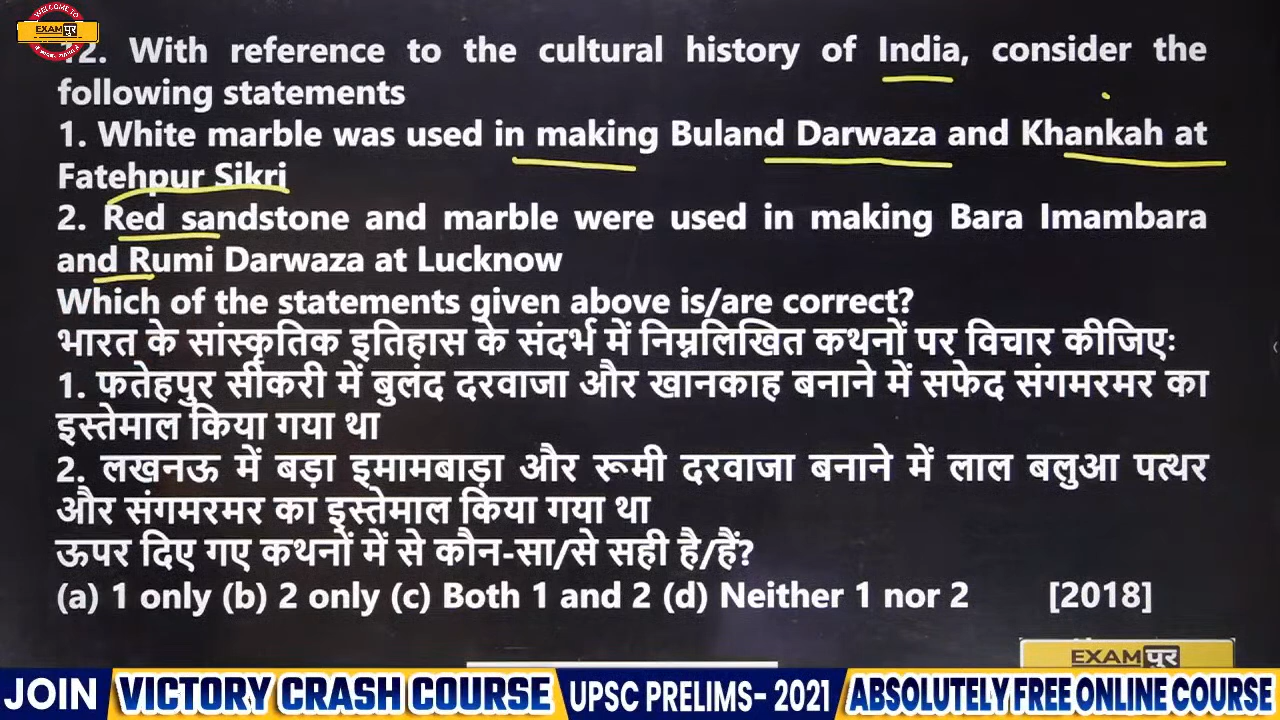 WELCOME TO
EXAMपुर
12. With reference to the cultural history of India, consider the
following statements
1. White marble was used in making Buland Darwaza and Khankah at
Fatehpur Sikri
2. Red sandstone and marble were used in making Bara Imambara
and Rumi Darwaza at Lucknow
Which of the statements given above is/are correct?
भारत के सांस्कृतिक इतिहास के संदर्भ में निम्नलिखित कथनों पर विचार कीजिएः
1. फतेहपुर सीकरी में बुलंद दरवाजा और खानकाह बनाने में सफेद संगमरमर का
इस्तेमाल किया गया था
2. लखनऊ में बड़ा इमामबाड़ा और रूमी दरवाजा बनाने में लाल बलुआ पत्थर
और संगमरमर का इस्तेमाल किया गया था
ऊपर दिए गए कथनों में से कौन-सा/से सही है/हैं?
(a) 1 only (b) 2 only (c) Both 1 and 2 (d) Neither 1 nor 2 [2018]
EXAMपुर
JOIN VICTORY CRASH COURSE UPSC PRELIMS- 2021 ABSOLUTELY FREE ONLINE COURSE